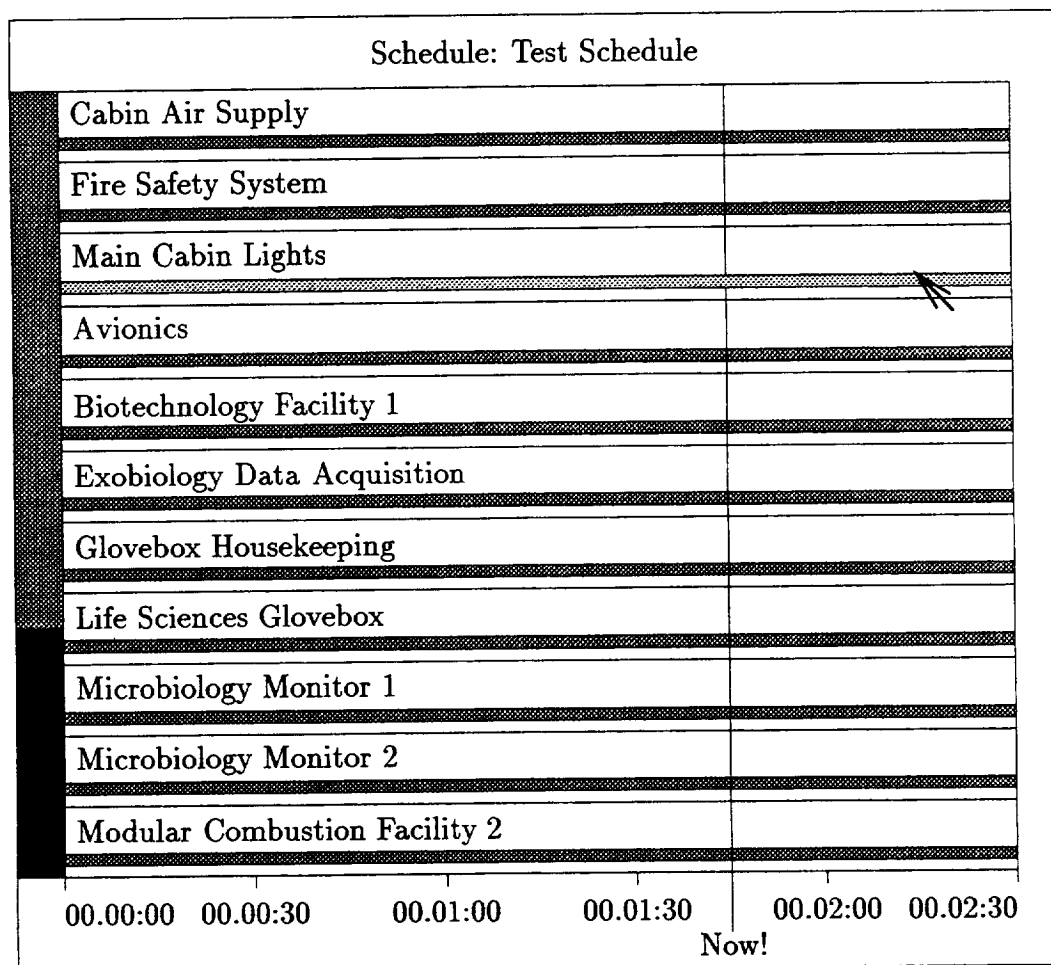 Schedule: Test Schedule
Cabin Air Supply
Fire Safety System
Main Cabin Lights
Avionics
Biotechnology Facility 1
Exobiology Data Acquisition
Glovebox Housekeeping
Life Sciences Glovebox
Microbiology Monitor 1
Microbiology Monitor 2
Modular Combustion Facility 2
00.00:00 00.00:30 00.01:00 00.01:30 00.02:00 00.02:30
Now!